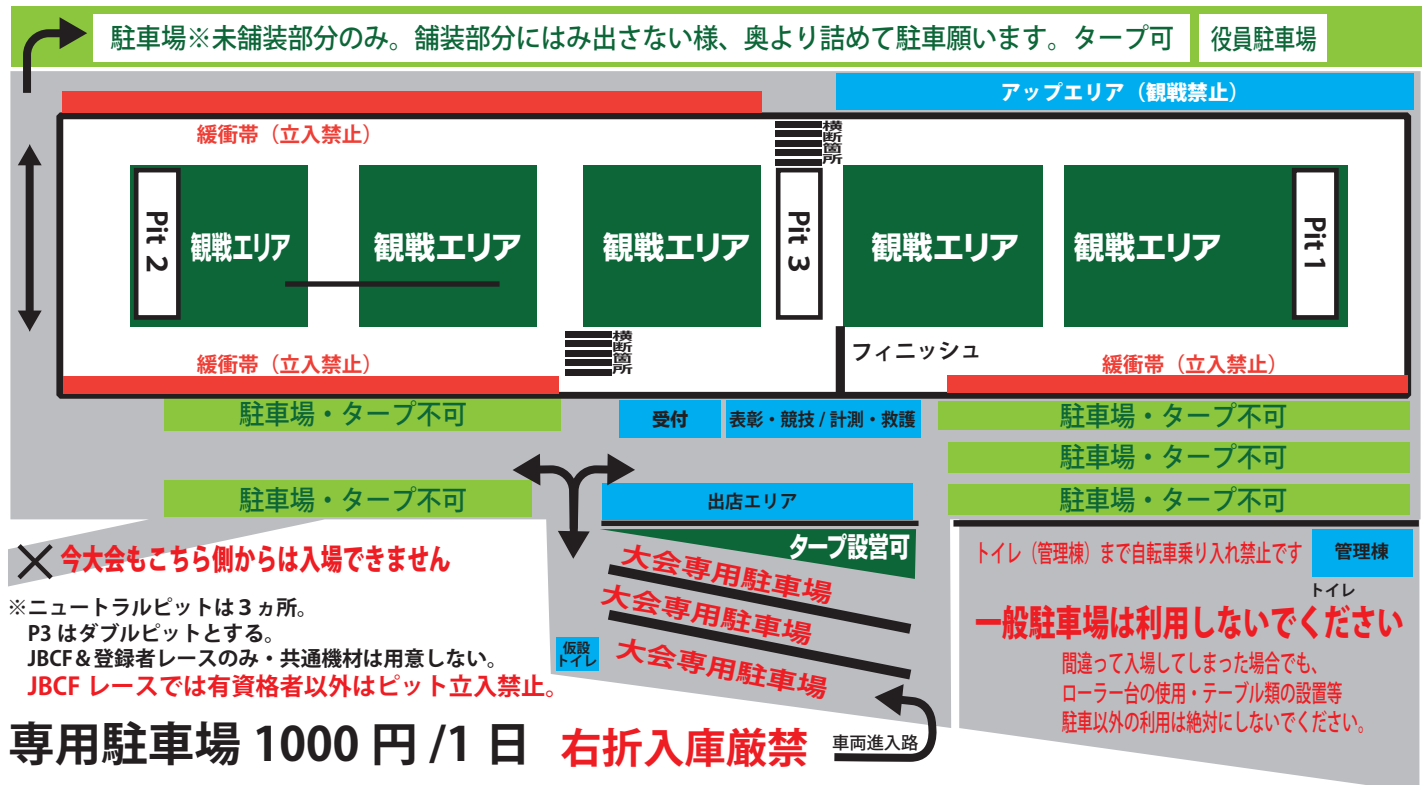 駐車場※未舗装部分のみ。舗装部分にはみ出さない様、奥より詰めて駐車願います。タープ可
役員駐車場
アップエリア（観戦禁止）
緩衝帯（立入禁止）
横断箇所
Pit 2
観戦エリア
観戦エリア
観戦エリア
Pit 3
観戦エリア
観戦エリア
Pit 1
横断箇所
フィニッシュ
緩衝帯（立入禁止）
緩衝帯（立入禁止）
駐車場・タープ不可
受付
表彰・競技 / 計測・救護
駐車場・タープ不可
駐車場・タープ不可
駐車場・タープ不可
出店エリア
駐車場・タープ不可
タープ設営可
大会専用駐車場
大会専用駐車場
大会専用駐車場
仮設
トイレ
今大会もこちら側からは入場できません
※ニュートラルピットは 3 ヵ所。
P3 はダブルピットとする。
JBCF＆登録者レースのみ・共通機材は用意しない。
JBCF レースでは有資格者以外はピット立入禁止。
専用駐車場 1000 円 /1 日
右折入庫厳禁
車両進入路
トイレ（管理棟）まで自転車乗り入れ禁止です
管理棟
トイレ
一般駐車場は利用しないでください
間違って入場してしまった場合でも、
ローラー台の使用・テーブル類の設置等
駐車以外の利用は絶対にしないでください。